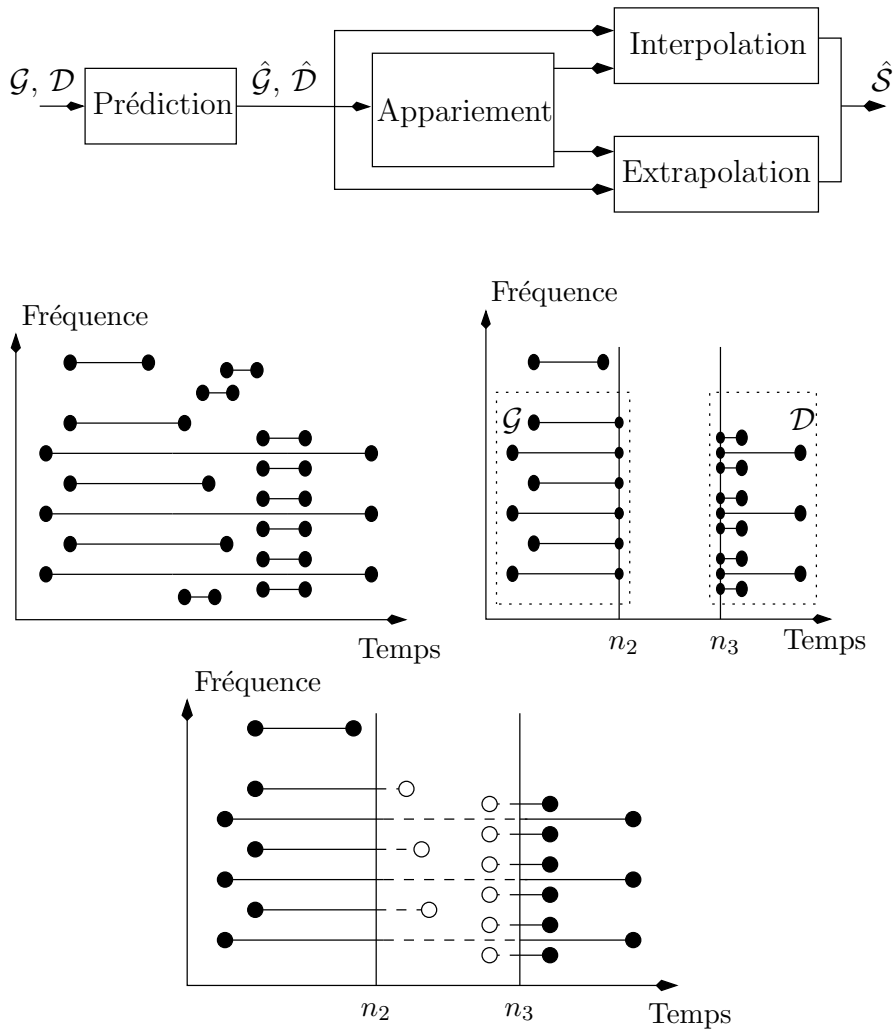 Interpolation
𝒢, 𝒟
Prédiction
𝒢̂, 𝒟̂
Appariement
𝒮̂
Extrapolation
Fréquence
Temps
Fréquence
𝒢
𝒟
n₂
n₃
Temps
Fréquence
n₂
n₃
Temps